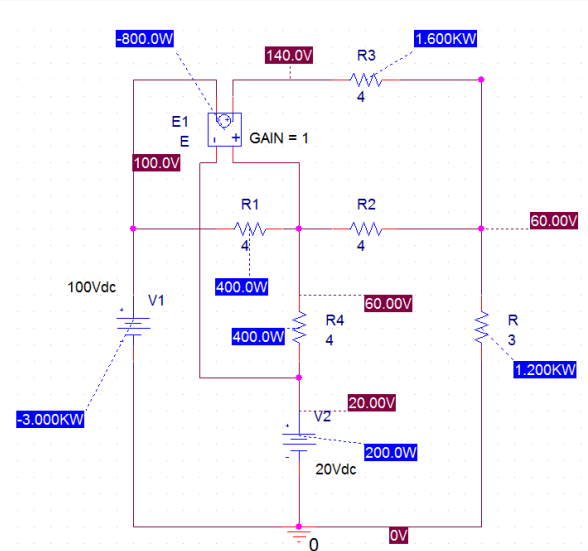 -800.0W
1.600KW
140.0V
R3
4
E1
E
-
+
GAIN = 1
100.0V
R1
R2
60.00V
4
4
400.0W
100Vdc
V1
60.00V
R4
R
400.0W
4
3
1.200KW
20.00V
-3.000KW
V2
200.0W
20Vdc
0V
0